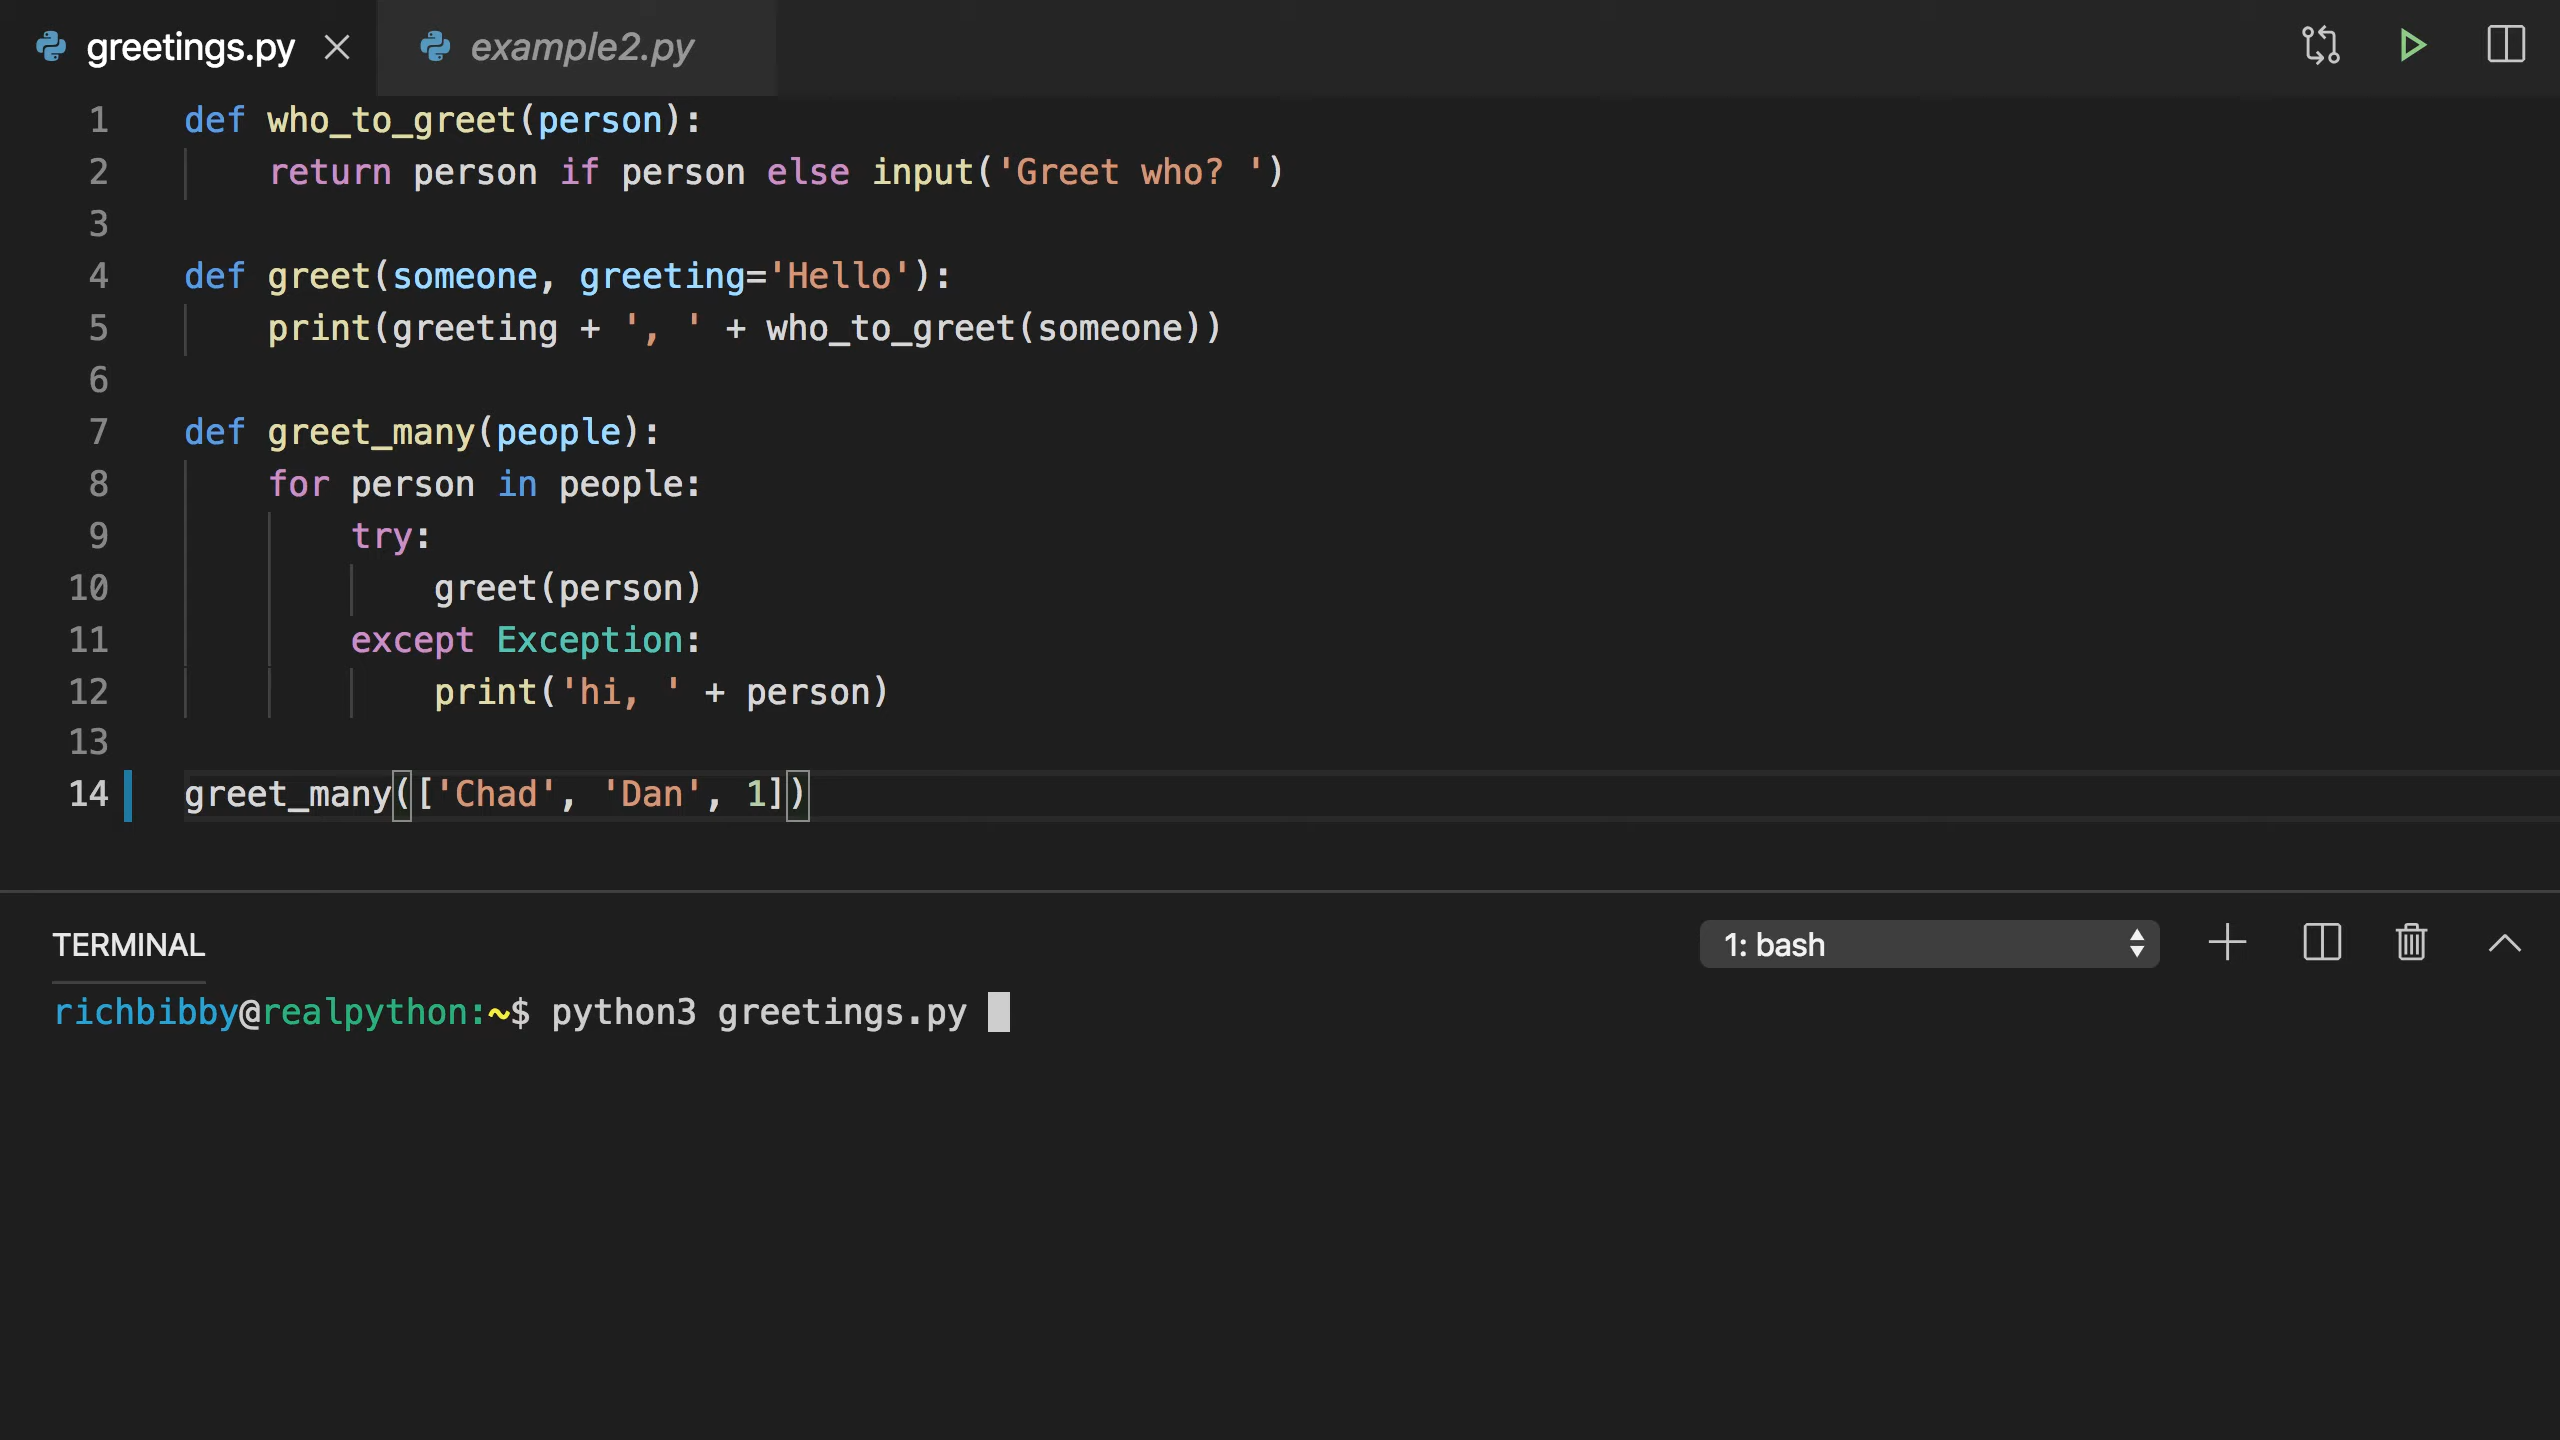 greetings.py
example2.py
1 def who_to_greet(person):
2     return person if person else input('Greet who? ')
3
4 def greet(someone, greeting='Hello'):
5     print(greeting + ', ' + who_to_greet(someone))
6
7 def greet_many(people):
8     for person in people:
9         try:
10             greet(person)
11         except Exception:
12             print('hi, ' + person)
13
14 greet_many(['Chad', 'Dan', 1])
TERMINAL
1: bash
richbibby@realpython:~$ python3 greetings.py